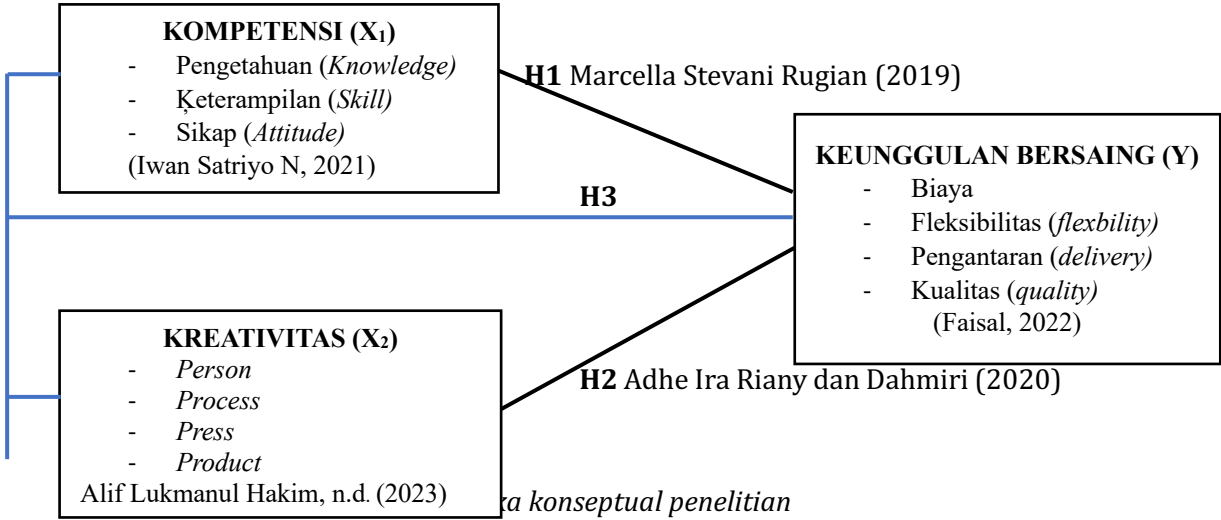 KOMPETENSI (X₁)
- Pengetahuan (Knowledge)
- Ķeterampilan (Skill)
- Sikap (Attitude)
(Iwan Satriyo N, 2021)
H1 Marcella Stevani Rugian (2019)
KEUNGGULAN BERSAING (Y)
- Biaya
- Fleksibilitas (flexbility)
- Pengantaran (delivery)
- Kualitas (quality)
(Faisal, 2022)
H3
KREATIVITAS (X₂)
- Person
- Process
- Press
- Product
Alif Lukmanul Hakim, n.d. (2023)
H2 Adhe Ira Riany dan Dahmiri (2020)
konseptual penelitian